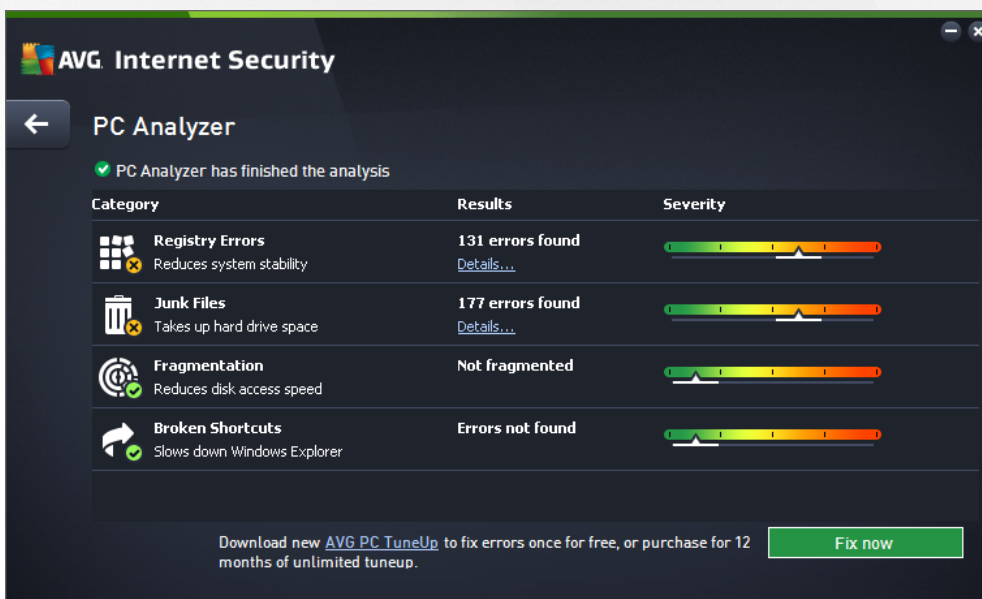 AVG. Internet Security
PC Analyzer
PC Analyzer has finished the analysis
Category Results Severity
Registry Errors 131 errors found
Reduces system stability Details...
Junk Files 177 errors found
Takes up hard drive space Details...
Fragmentation Not fragmented
Reduces disk access speed
Broken Shortcuts Errors not found
Slows down Windows Explorer
Download new AVG PC TuneUp to fix errors once for free, or purchase for 12 Fix now
months of unlimited tuneup.